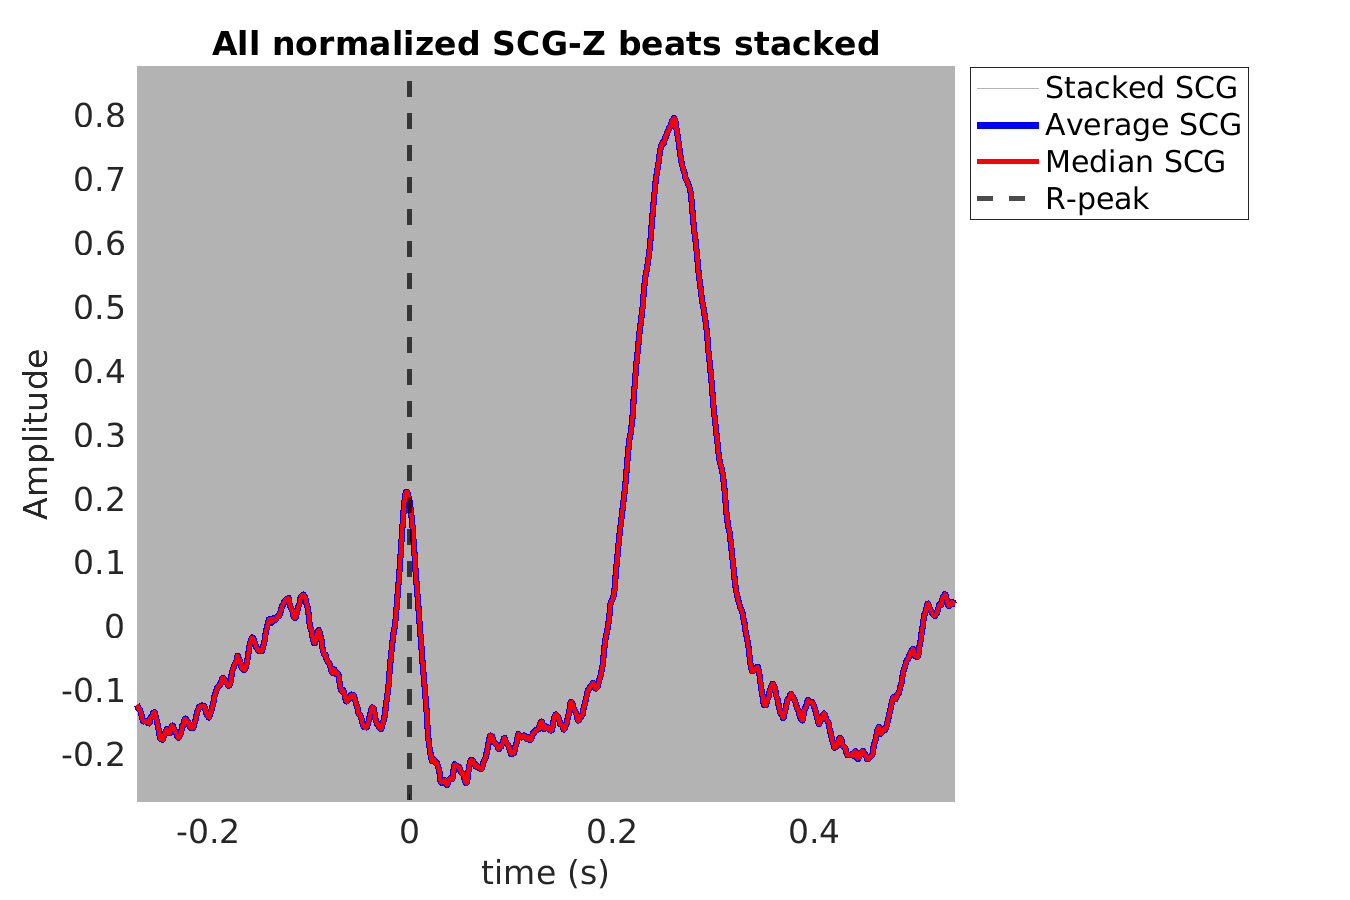 All normalized SCG-Z beats stacked
Stacked SCG
Average SCG
Median SCG
R-peak
Amplitude
0.8
0.7
0.6
0.5
0.4
0.3
0.2
0.1
0
-0.1
-0.2
-0.2
0
0.2
0.4
time (s)